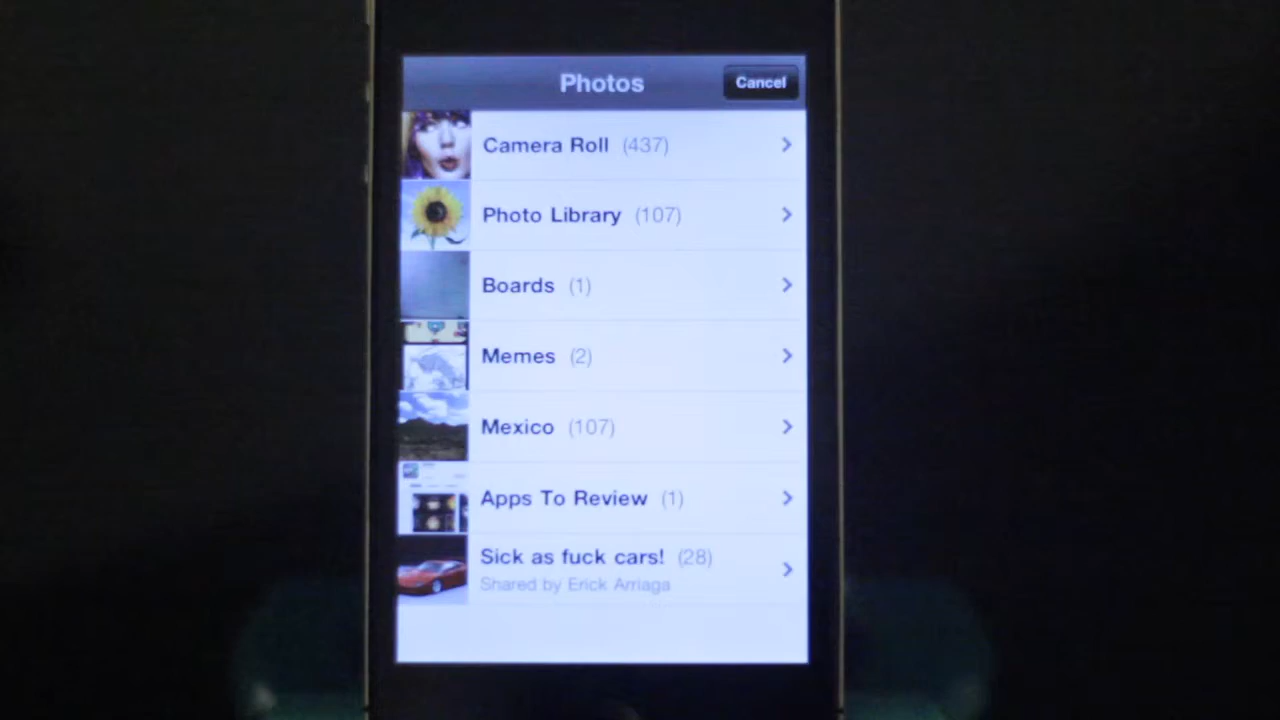 Photos
Cancel
Camera Roll (437)
Photo Library (107)
Boards (1)
Memes (2)
Mexico (107)
Apps To Review (1)
Sick as fuck cars! (28)
Shared by Erick Arriaga